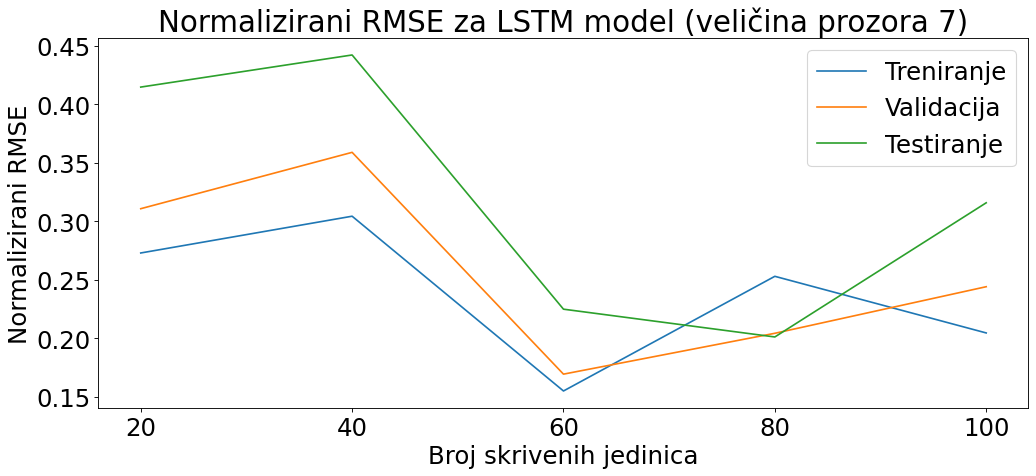 Normalizirani RMSE za LSTM model (veličina prozora 7)
Normalizirani RMSE
0.45
0.40
0.35
0.30
0.25
0.20
0.15
Treniranje
Validacija
Testiranje
20 40 60 80 100
Broj skrivenih jedinica